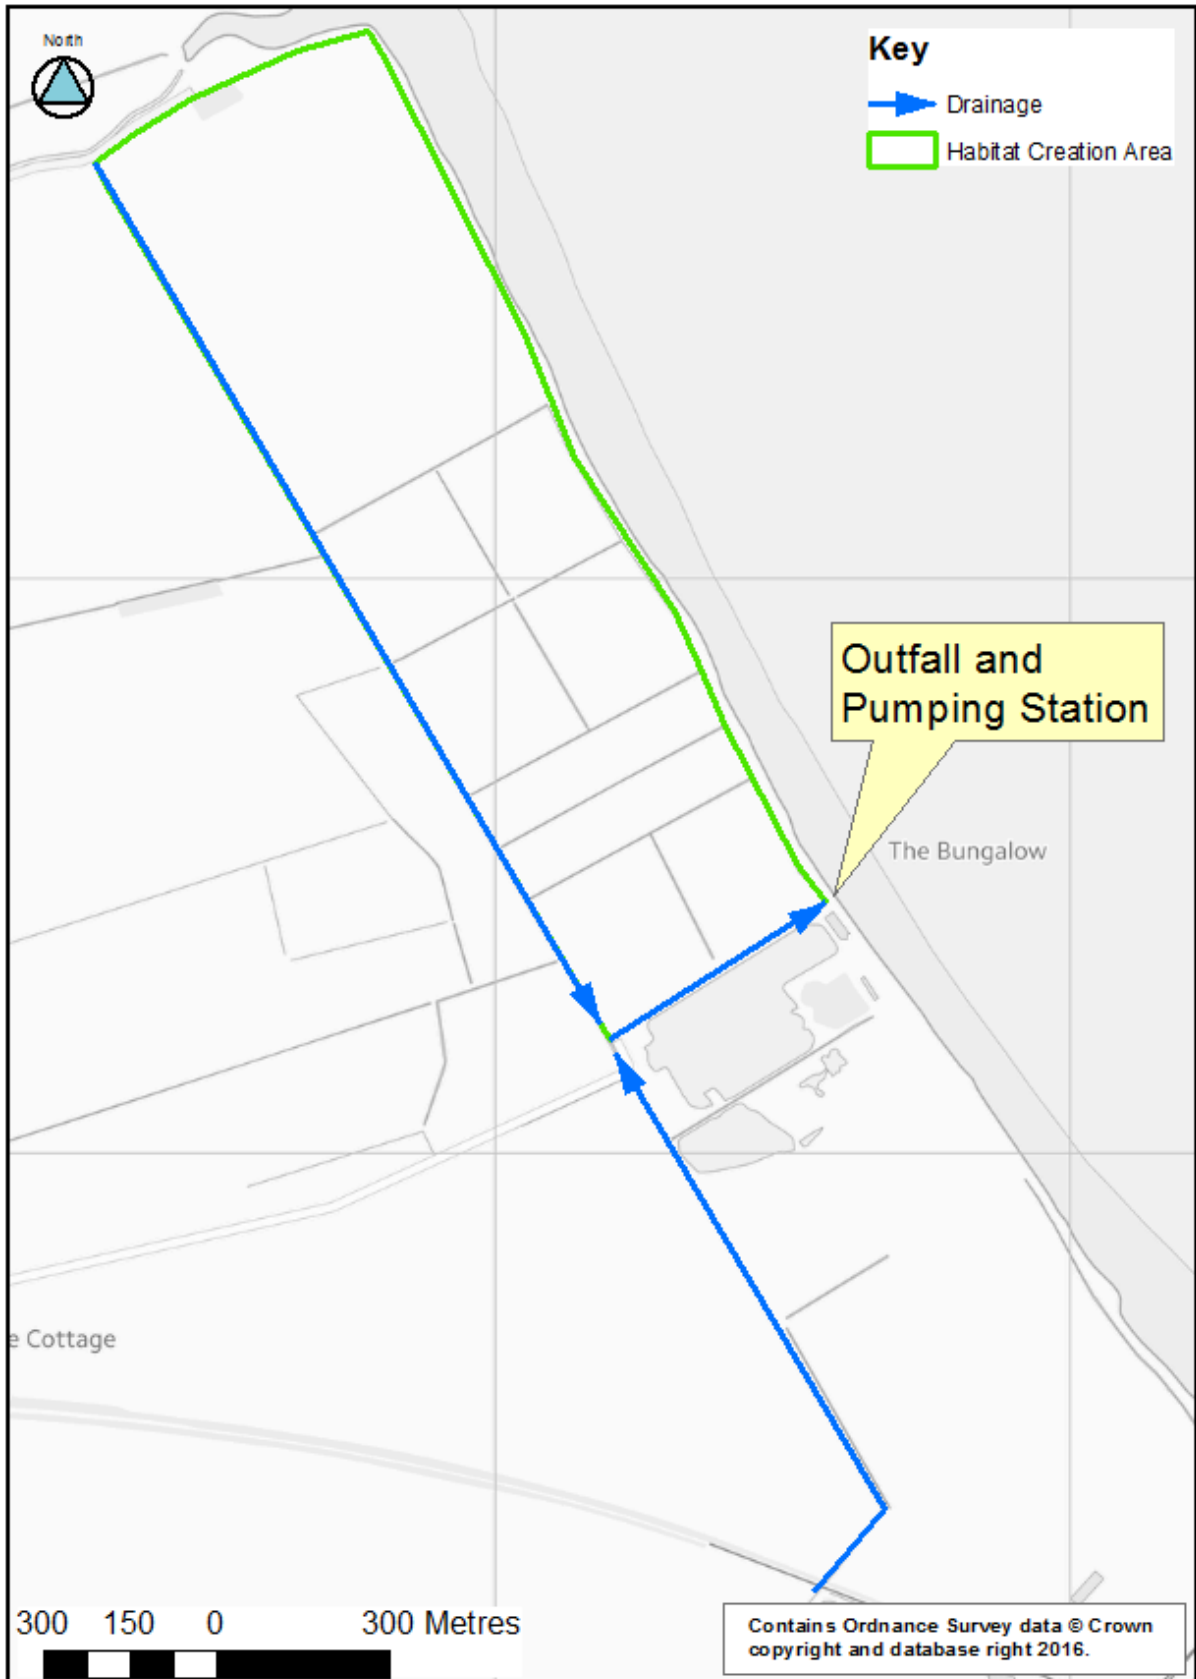 North
Key
Drainage
Habitat Creation Area
Outfall and
Pumping Station
The Bungalow
e Cottage
300 150 0 300 Metres
Contains Ordnance Survey data © Crown
copyright and database right 2016.